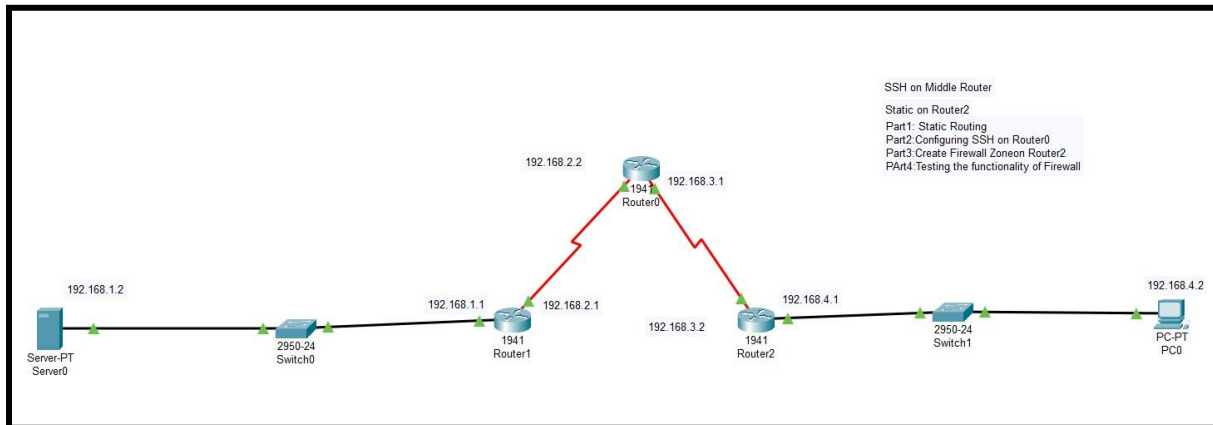 SSH on Middle Router
Static on Router2
Part1: Static Routing
Part2:Configuring SSH on Router0
Part3:Create Firewall Zoneon Router2
PArt4:Testing the functionality of Firewall
192.168.2.2
192.168.3.1
1941
Router0
192.168.1.2
192.168.1.1
192.168.2.1
192.168.3.2
192.168.4.1
192.168.4.2
Server-PT
Server0
2950-24
Switch0
1941
Router1
1941
Router2
2950-24
Switch1
PC-PT
PC0